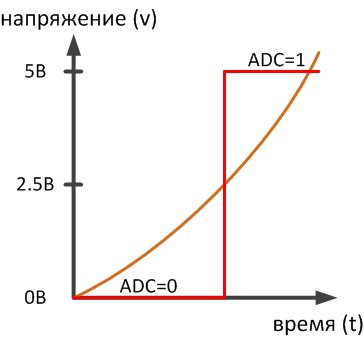 напряжение (v)
5В
ADC=1
2.5В
ADC=0
0В
время (t)